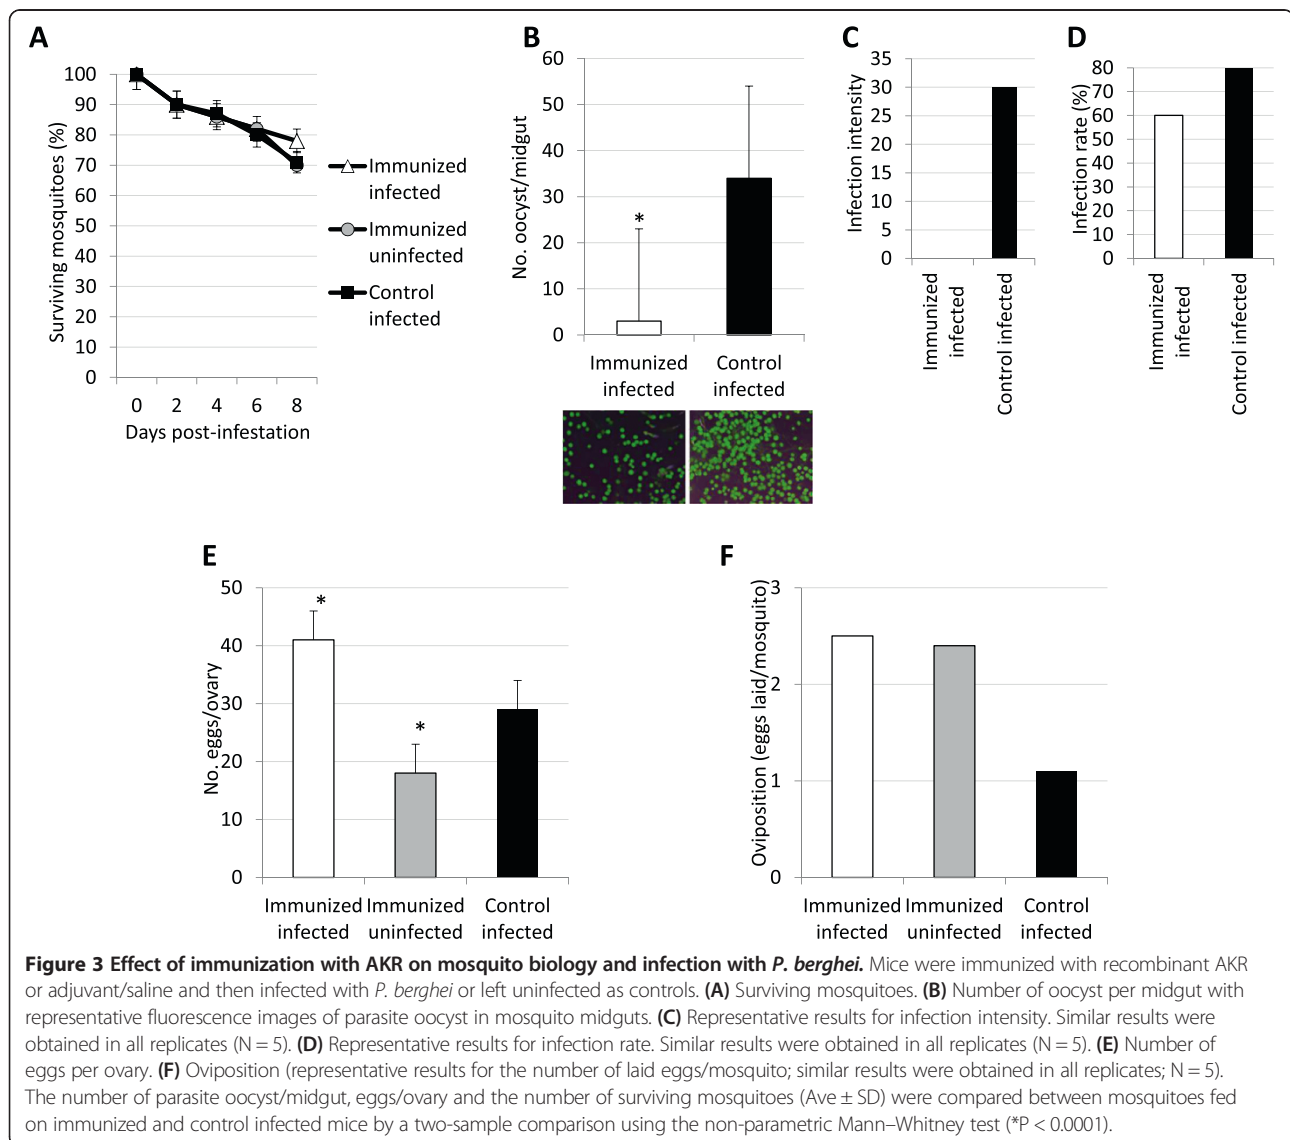 A
Surviving mosquitoes (%)
100
90
80
70
60
50
40
30
20
10
0
0 2 4 6 8
Days post-infestation
Immunized
infected
Immunized
uninfected
Control
infected
B
No. oocyst/midgut
60
50
40
30
20
10
0
*
Immunized
infected
Control
infected
C
Infection intensity
35
30
25
20
15
10
5
0
Immunized
infected
Control infected
D
Infection rate (%)
80
70
60
50
40
30
20
10
0
Immunized
infected
Control infected
E
No. eggs/ovary
50
40
30
20
10
0
*
*
Immunized
infected
Immunized
uninfected
Control
infected
F
Oviposition (eggs laid/mosquito)
3
2
1
0
Immunized
infected
Immunized
uninfected
Control
infected
Figure 3 Effect of immunization with AKR on mosquito biology and infection with P. berghei. Mice were immunized with recombinant AKR
or adjuvant/saline and then infected with P. berghei or left uninfected as controls. (A) Surviving mosquitoes. (B) Number of oocyst per midgut with
representative fluorescence images of parasite oocyst in mosquito midguts. (C) Representative results for infection intensity. Similar results were
obtained in all replicates (N = 5). (D) Representative results for infection rate. Similar results were obtained in all replicates (N = 5). (E) Number of
eggs per ovary. (F) Oviposition (representative results for the number of laid eggs/mosquito; similar results were obtained in all replicates; N = 5).
The number of parasite oocyst/midgut, eggs/ovary and the number of surviving mosquitoes (Ave ± SD) were compared between mosquitoes fed
on immunized and control infected mice by a two-sample comparison using the non-parametric Mann–Whitney test (*P < 0.0001).